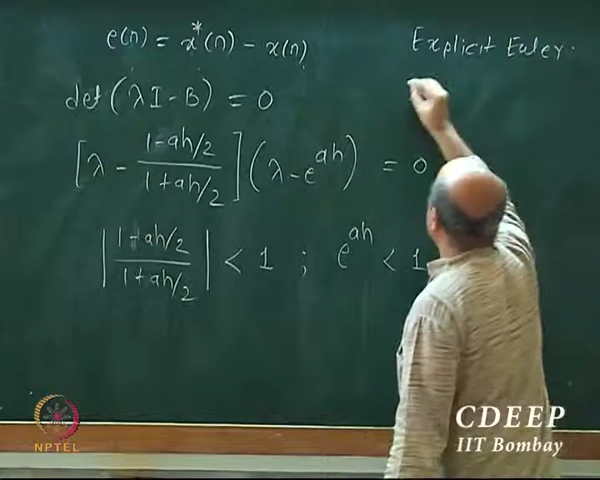 e(n) = x*(n) - x(n)
Explicit Euler.
det(λI - B) = 0
[λ - (1-ah/2)/(1+ah/2)](λ - e^ah) = 0
|(1+ah/2)/(1+ah/2)| < 1 ; e^ah < 1
NPTEL
CDEEP
IIT Bombay